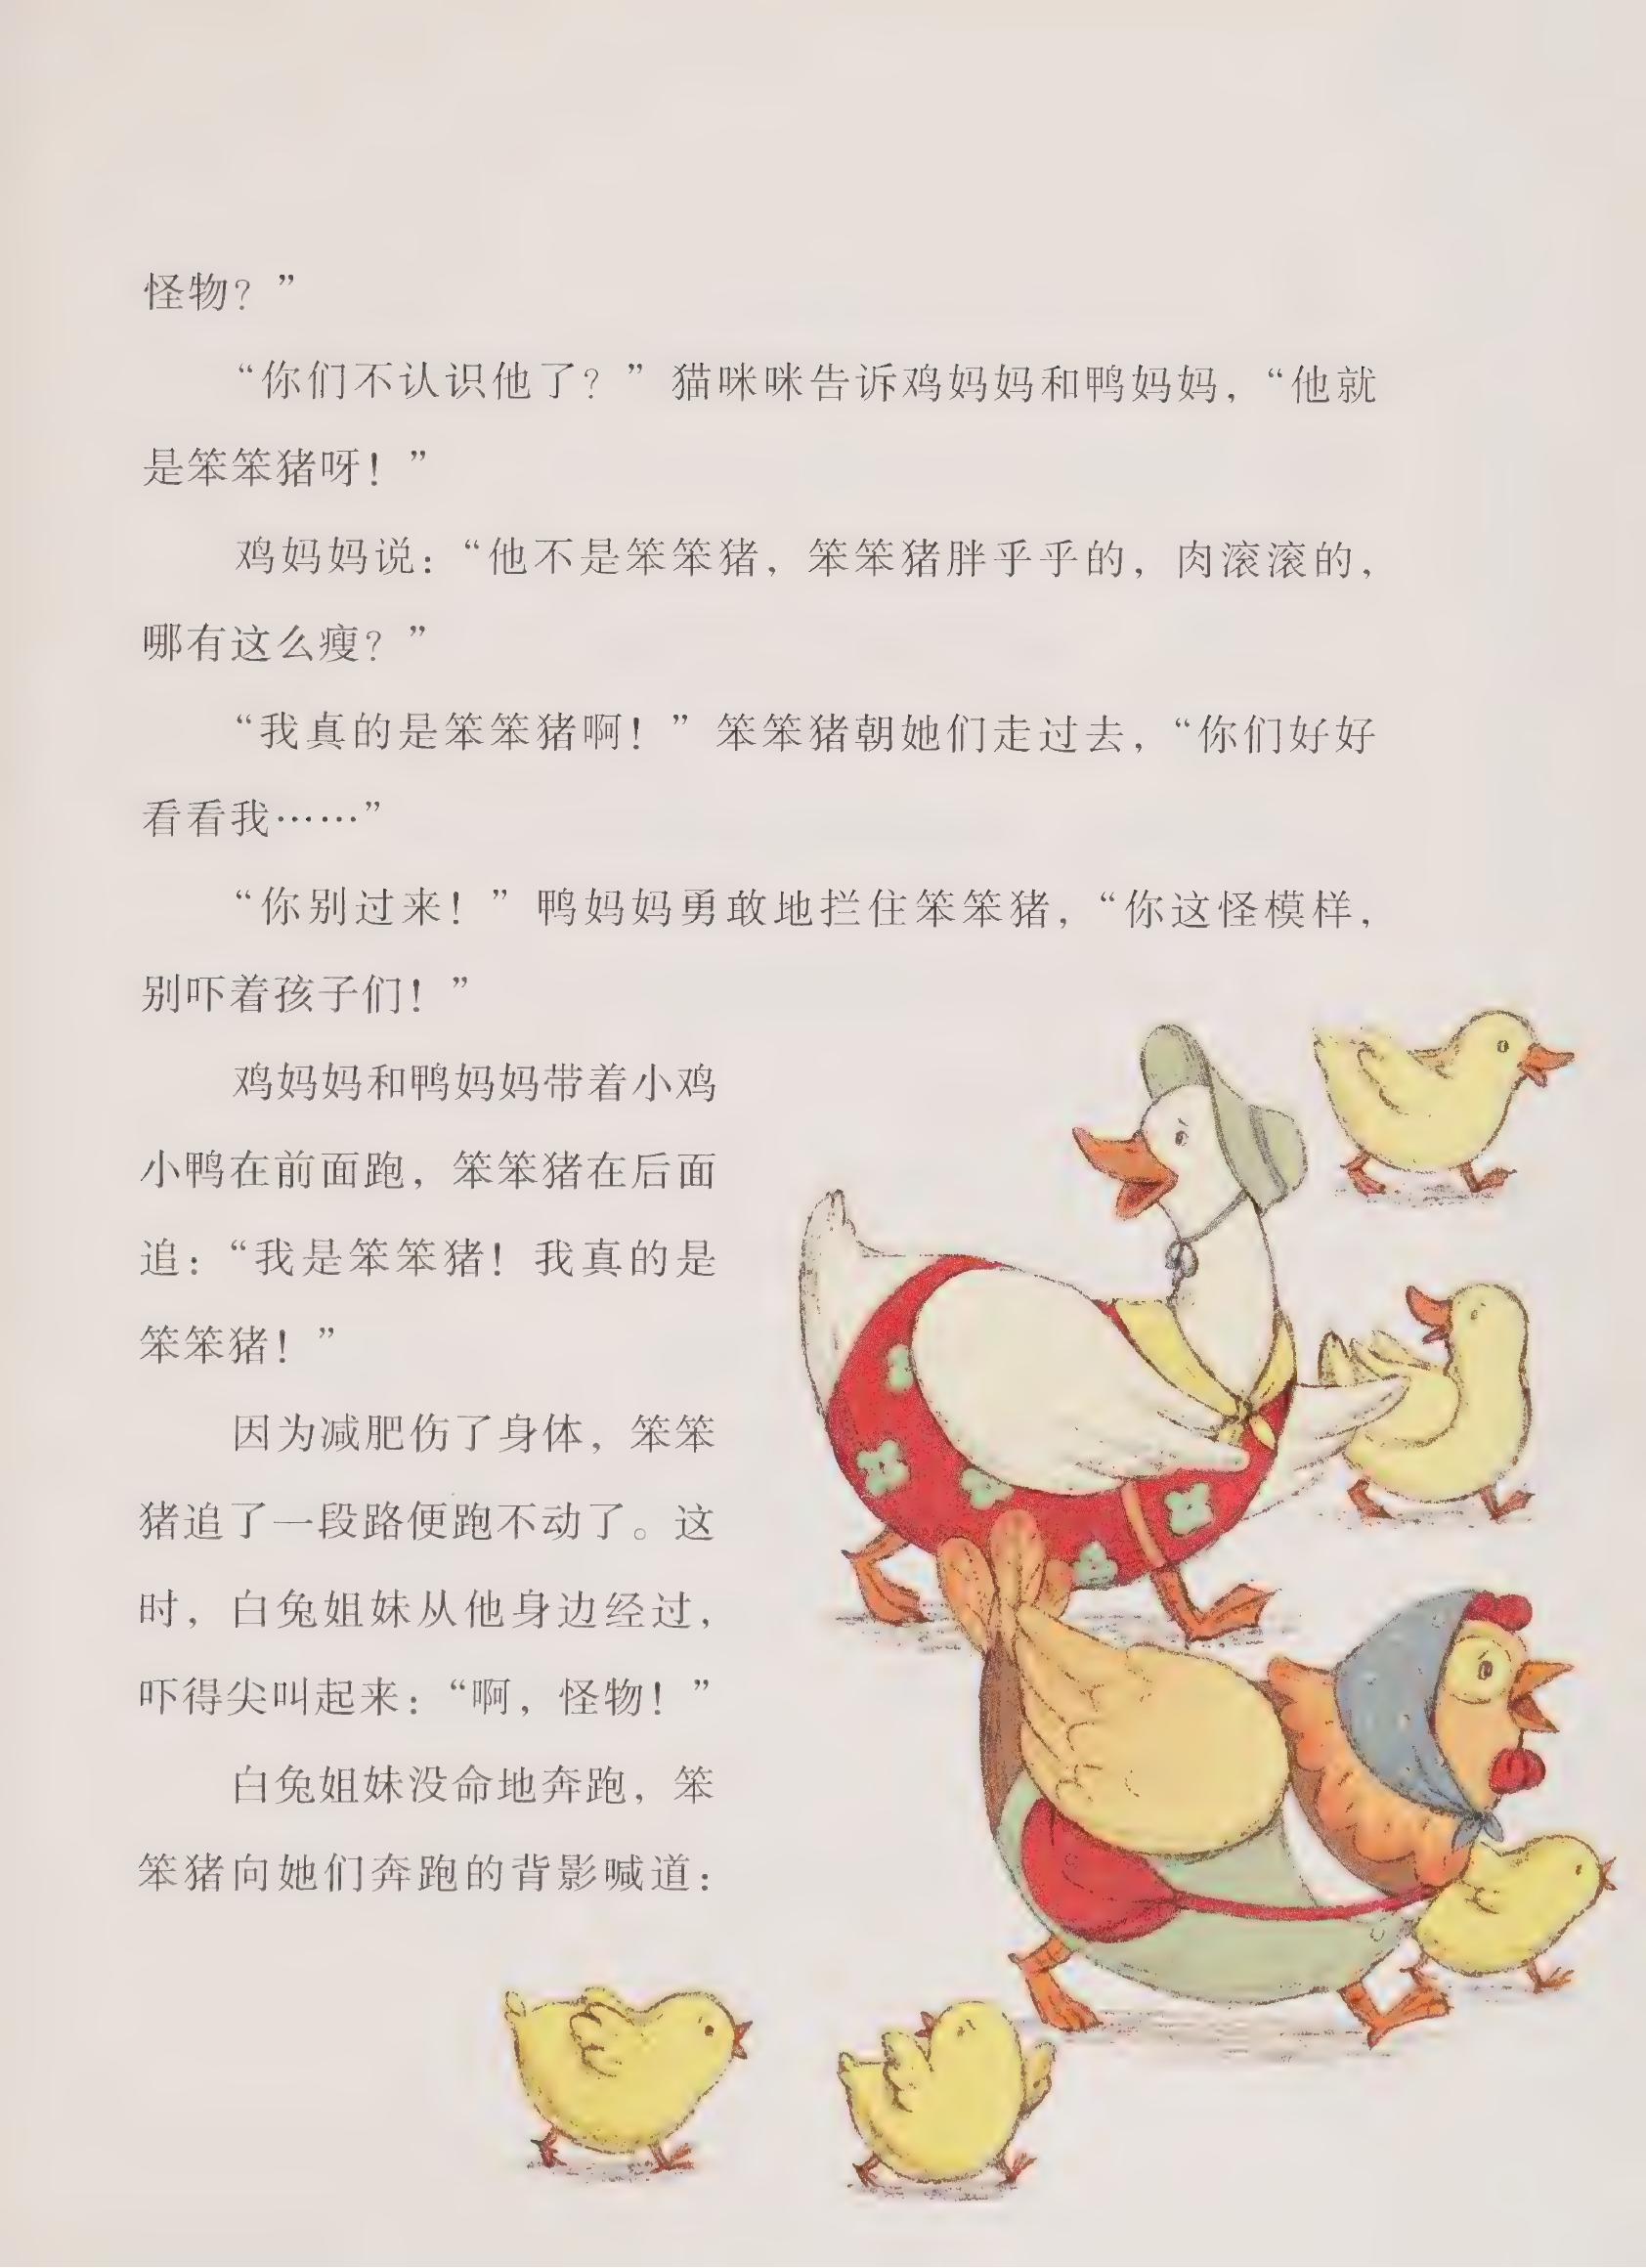 怪物？”
“你们不认识他了？”猫咪咪告诉鸡妈妈和鸭妈妈，“他就
是笨笨猪呀！”
鸡妈妈说：“他不是笨笨猪，笨笨猪胖乎乎的，肉滚滚的，
哪有这么瘦？”
“我真的是笨笨猪啊！”笨笨猪朝她们走过去，“你们好好
看看我……”
“你别过来！”鸭妈妈勇敢地拦住笨笨猪，“你这怪模样，
别吓着孩子们！”
鸡妈妈和鸭妈妈带着小鸡
小鸭在前面跑，笨笨猪在后面
追：“我是笨笨猪！我真的是
笨笨猪！”
因为减肥伤了身体，笨笨
猪追了一段路便跑不动了。这
时，白兔姐妹从他身边经过，
吓得尖叫起来：“啊，怪物！”
白兔姐妹没命地奔跑，笨
笨猪向她们奔跑的背影喊道：